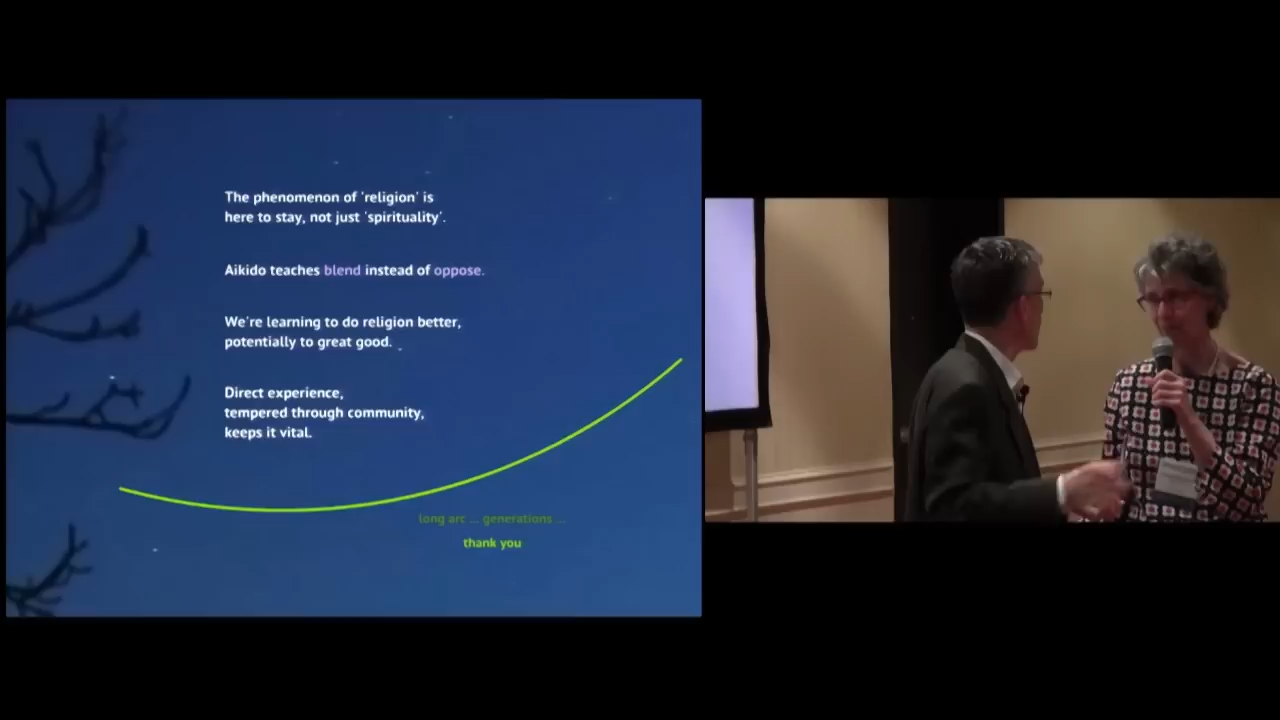 The phenomenon of 'religion' is
here to stay, not just 'spirituality'.
Aikido teaches blend instead of oppose.
We're learning to do religion better,
potentially to great good.
Direct experience,
tempered through community,
keeps it vital.
long arc ... generations ...
thank you